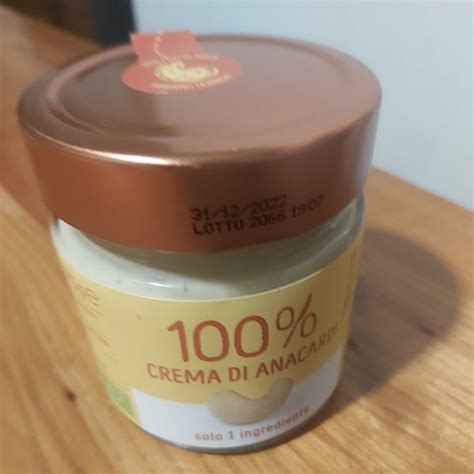 31/12/2022
LOTTO 2066 19:07
100%
CREMA DI ANACARDI
solo 1 ingrediente